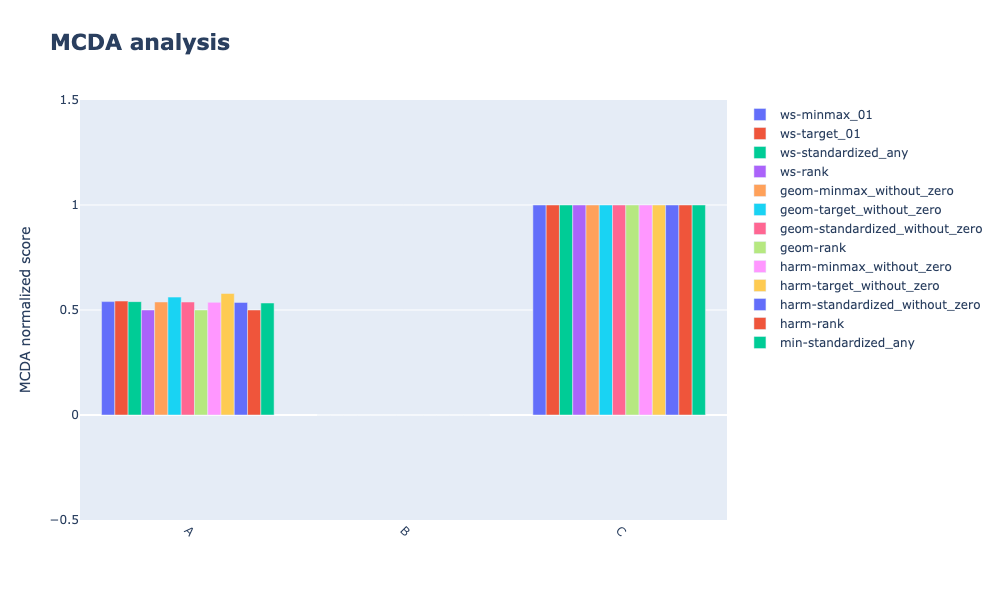 MCDA analysis
1.5
1
0.5
0
−0.5
MCDA normalized score
A
B
C
ws-minmax_01
ws-target_01
ws-standardized_any
ws-rank
geom-minmax_without_zero
geom-target_without_zero
geom-standardized_without_zero
geom-rank
harm-minmax_without_zero
harm-target_without_zero
harm-standardized_without_zero
harm-rank
min-standardized_any